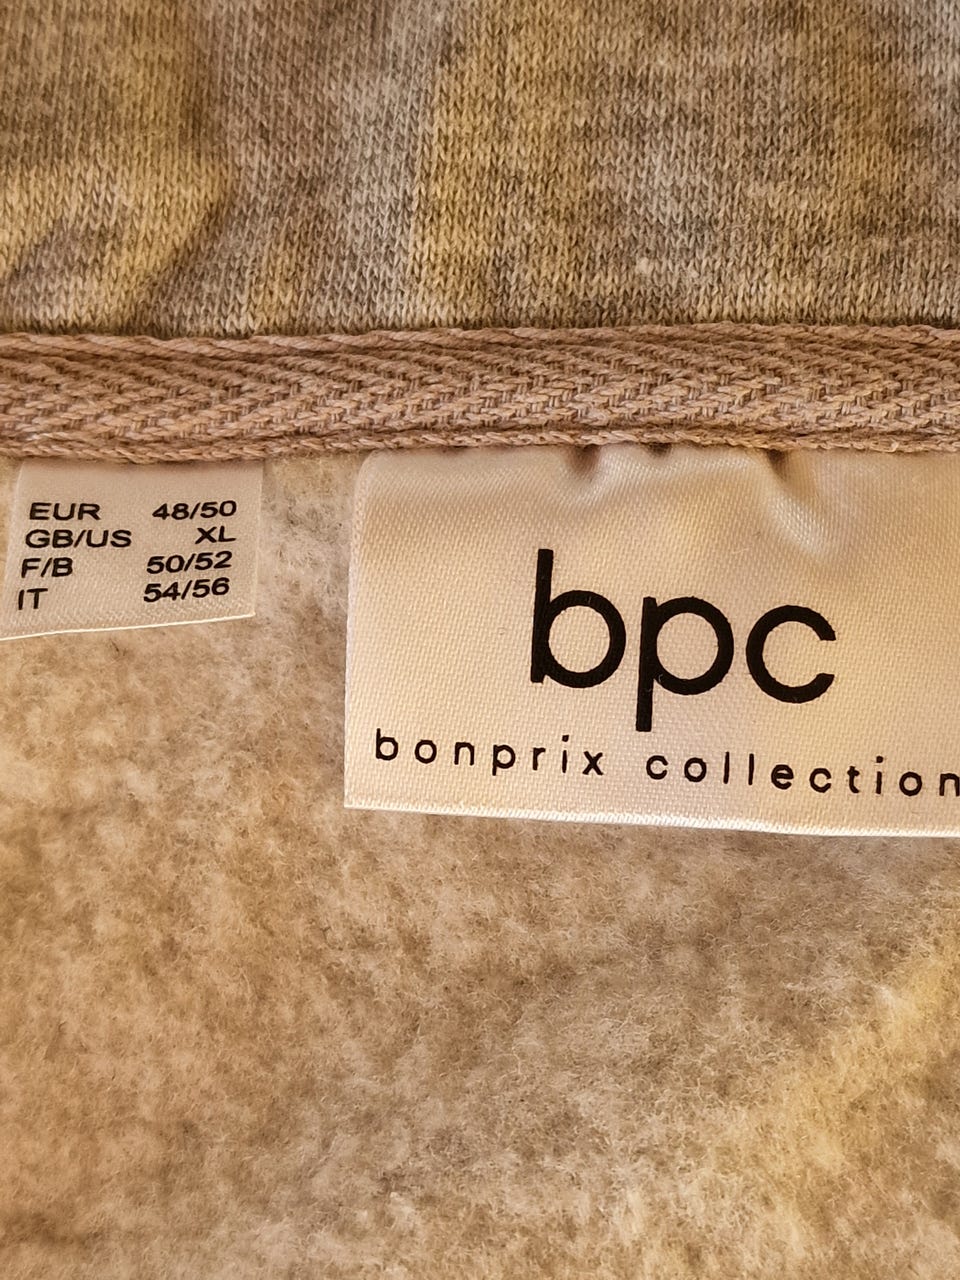 EUR 48/50
GB/US XL
F/B 50/52
IT 54/56
bpc
bonprix collection